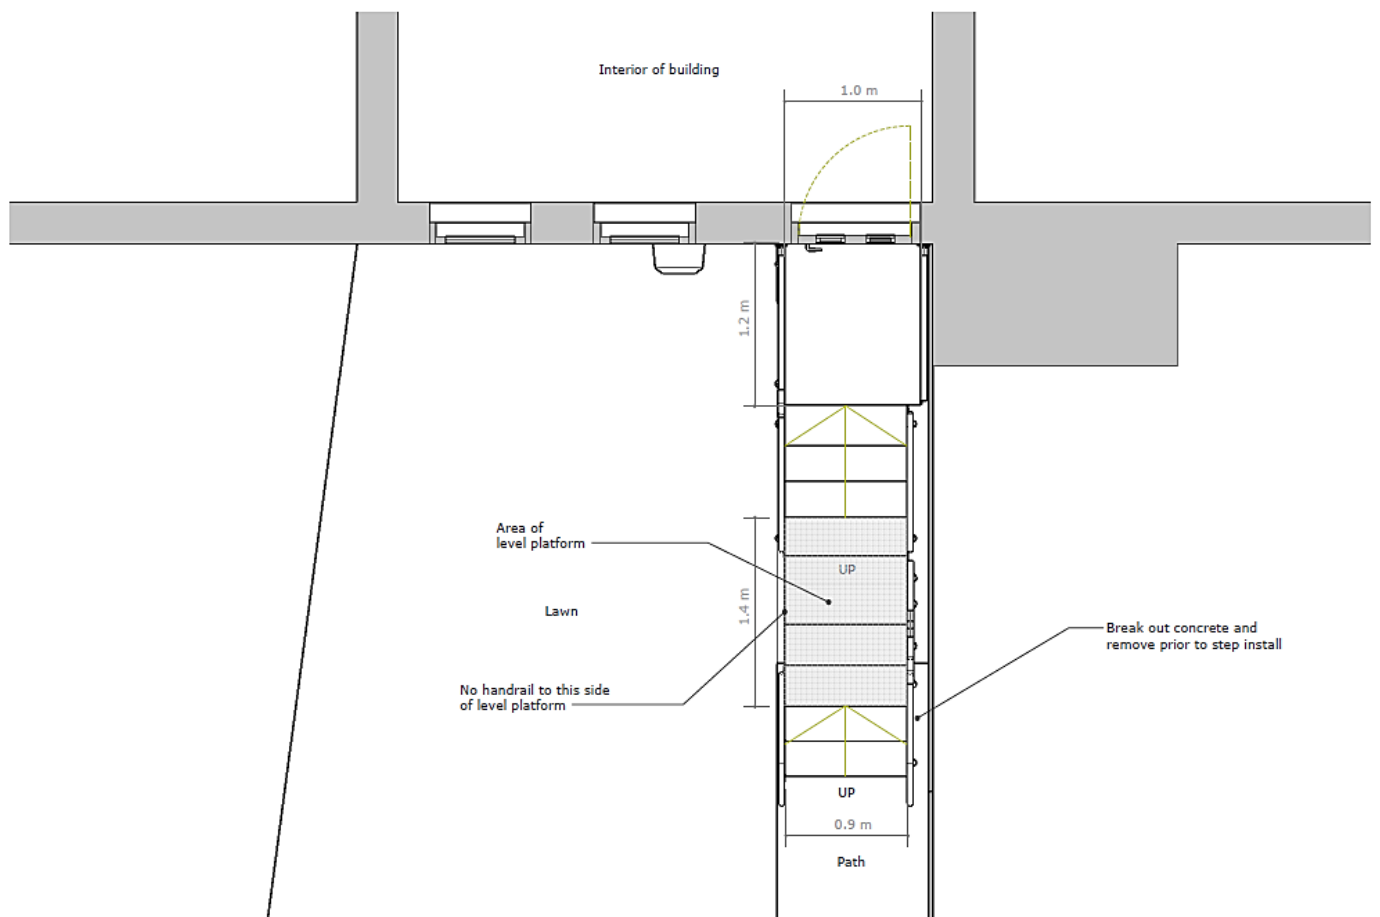 Interior of building
1.0 m
1.2 m
Area of
level platform
UP
1.4 m
Lawn
Break out concrete and
remove prior to step install
No handrail to this side
of level platform
UP
0.9 m
Path